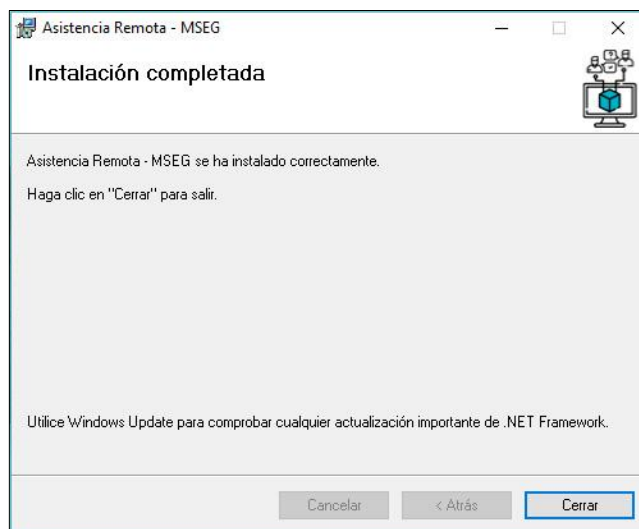 Asistencia Remota - MSEG
Instalación completada
Asistencia Remota - MSEG se ha instalado correctamente.
Haga clic en "Cerrar" para salir.
Utilice Windows Update para comprobar cualquier actualización importante de .NET Framework.
Cancelar
< Atrás
Cerrar